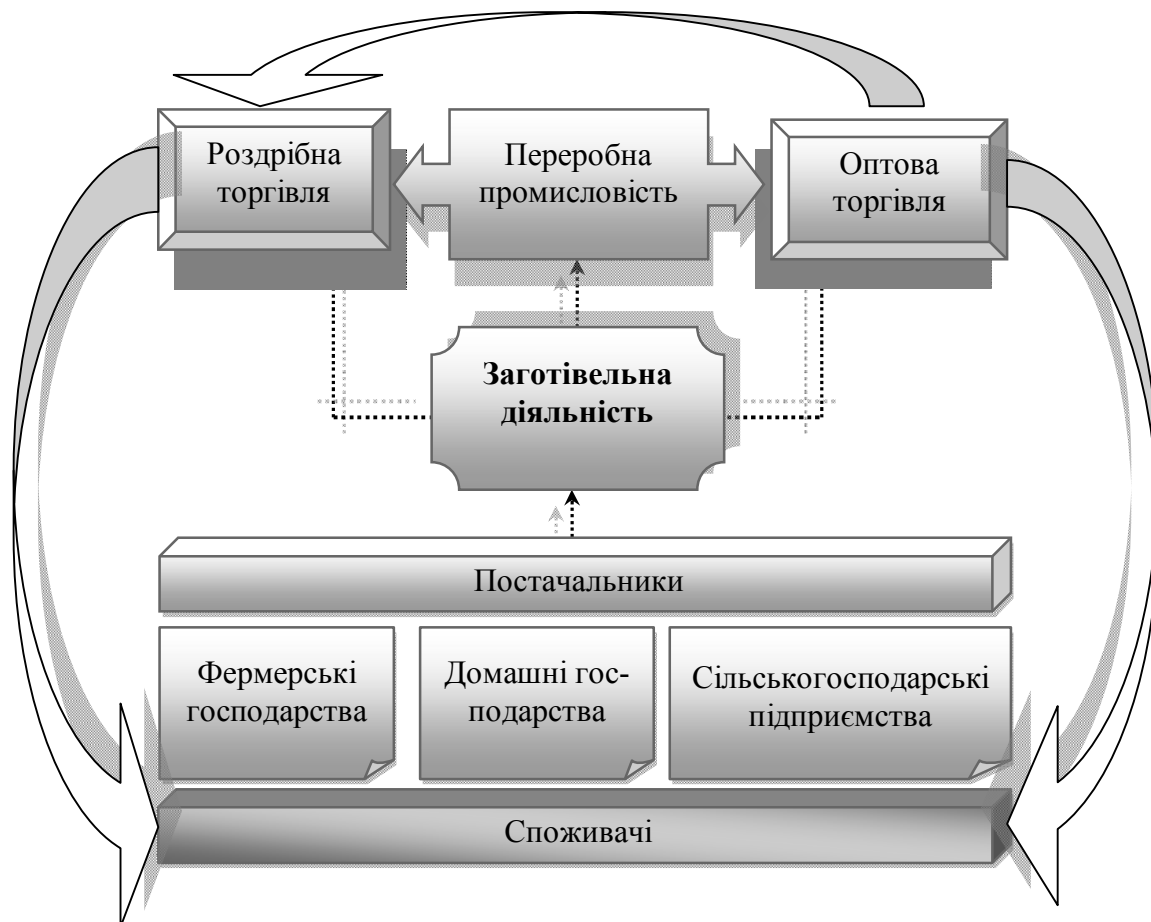 Роздрібна
торгівля
Переробна
промисловість
Оптова
торгівля
Заготівельна
діяльність
Постачальники
Фермерські
господарства
Домашні гос-
подарства
Сільськогосподарські
підприємства
Споживачі